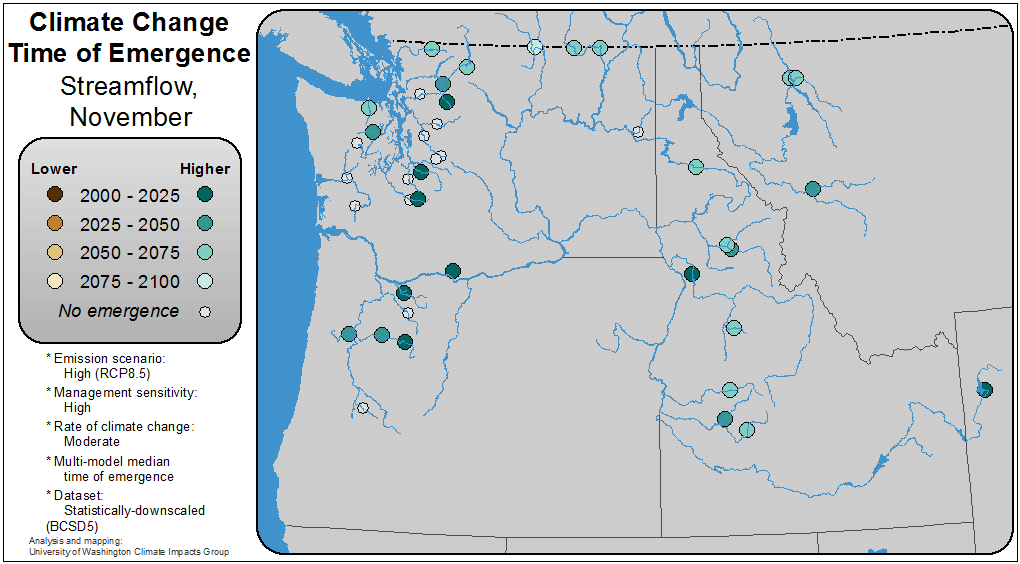 Climate Change
Time of Emergence
Streamflow,
November
Lower Higher
2000 - 2025
2025 - 2050
2050 - 2075
2075 - 2100
No emergence
* Emission scenario:
High (RCP8.5)
* Management sensitivity:
High
* Rate of climate change:
Moderate
* Multi-model median
time of emergence
* Dataset:
Statistically-downscaled
(BCSD5)
Analysis and mapping:
University of Washington Climate Impacts Group